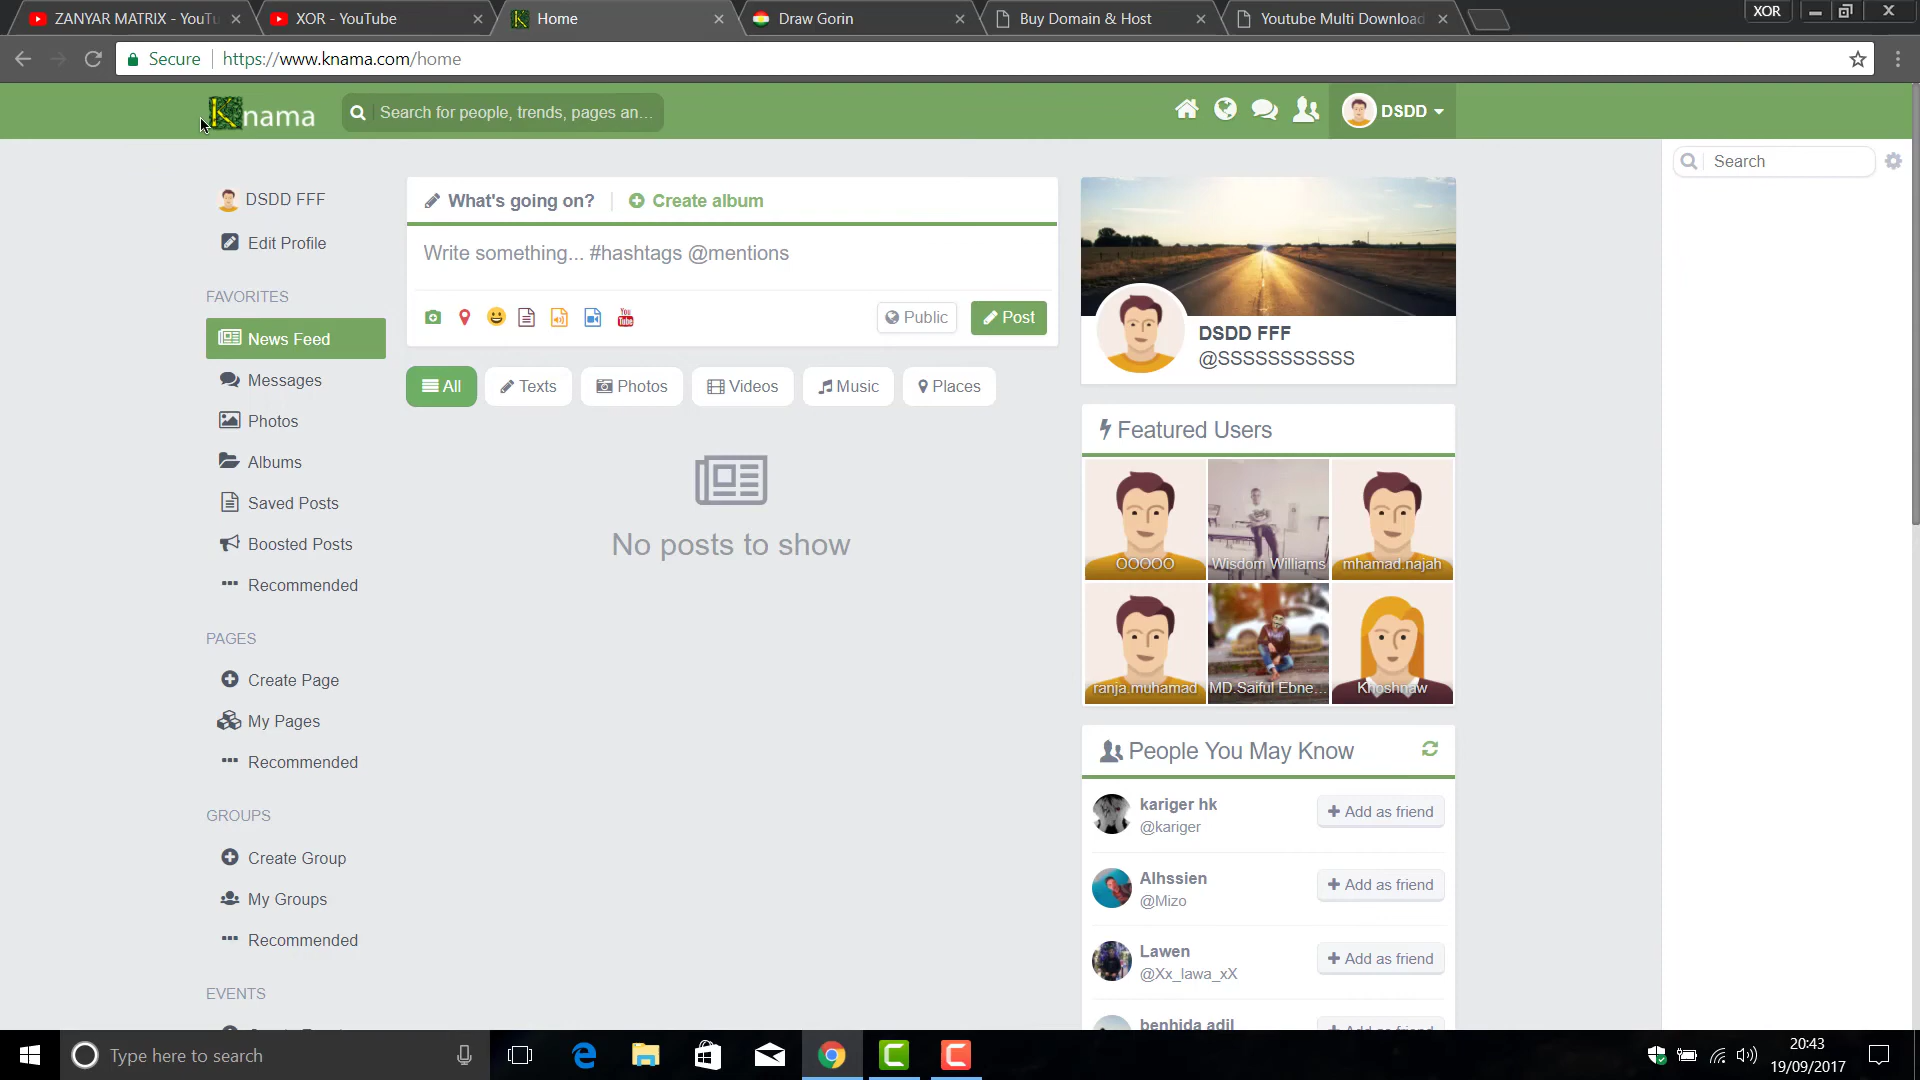 ZANYAR MATRIX - YouTu
XOR - YouTube
Home
Draw Gorin
Buy Domain & Host
Youtube Multi Download
XOR
Secure
https://www.knama.com/home
Knama
Search for people, trends, pages an...
DSDD
Search
DSDD FFF
Edit Profile
FAVORITES
News Feed
Messages
Photos
Albums
Saved Posts
Boosted Posts
Recommended
PAGES
Create Page
My Pages
Recommended
GROUPS
Create Group
My Groups
Recommended
EVENTS
What's going on?
Create album
Write something... #hashtags @mentions
You
Tube
Public
Post
All
Texts
Photos
Videos
Music
Places
No posts to show
DSDD FFF
@SSSSSSSSSSS
Featured Users
OOOOO
Wisdom Williams
mhamad.najah
ranja.muhamad
MD.Saiful Ebne...
Khoshnaw
People You May Know
kariger hk
@kariger
Add as friend
Alhssien
@Mizo
Add as friend
Lawen
@Xx_lawa_xX
Add as friend
benhida adil
Add as friend
Type here to search
20:43
19/09/2017